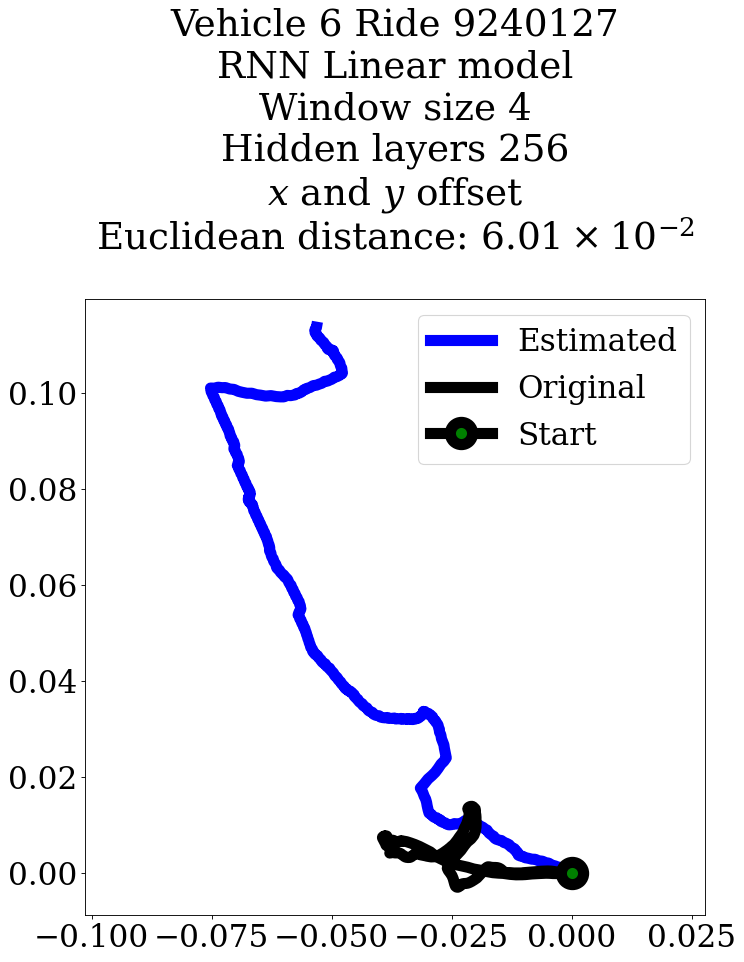 Vehicle 6 Ride 9240127
RNN Linear model
Window size 4
Hidden layers 256
x and y offset
Euclidean distance: 6.01 × 10⁻²
Estimated
Original
Start
0.10
0.08
0.06
0.04
0.02
0.00
−0.100 −0.075 −0.050 −0.025 0.000 0.025